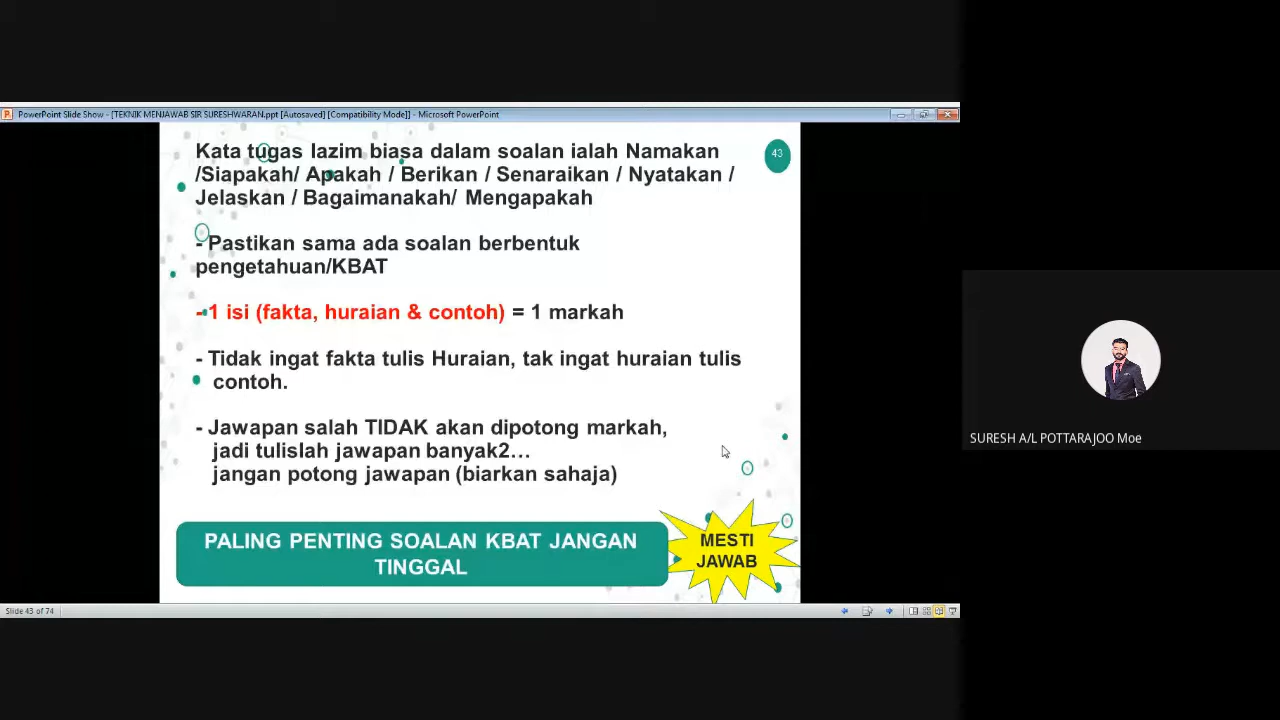 PowerPoint Slide Show - [TEKNIK MENJAWAB SIR SURESHWARAN.ppt [Autosaved] [Compatibility Mode]] - Microsoft PowerPoint
43
Kata tugas lazim biasa dalam soalan ialah Namakan
/Siapakah/ Apakah / Berikan / Senaraikan / Nyatakan /
Jelaskan / Bagaimanakah/ Mengapakah
- Pastikan sama ada soalan berbentuk
pengetahuan/KBAT
- 1 isi (fakta, huraian & contoh) = 1 markah
- Tidak ingat fakta tulis Huraian, tak ingat huraian tulis
contoh.
- Jawapan salah TIDAK akan dipotong markah,
jadi tulislah jawapan banyak2…
jangan potong jawapan (biarkan sahaja)
PALING PENTING SOALAN KBAT JANGAN
TINGGAL
MESTI
JAWAB
Slide 43 of 74
SURESH A/L POTTARAJOO Moe